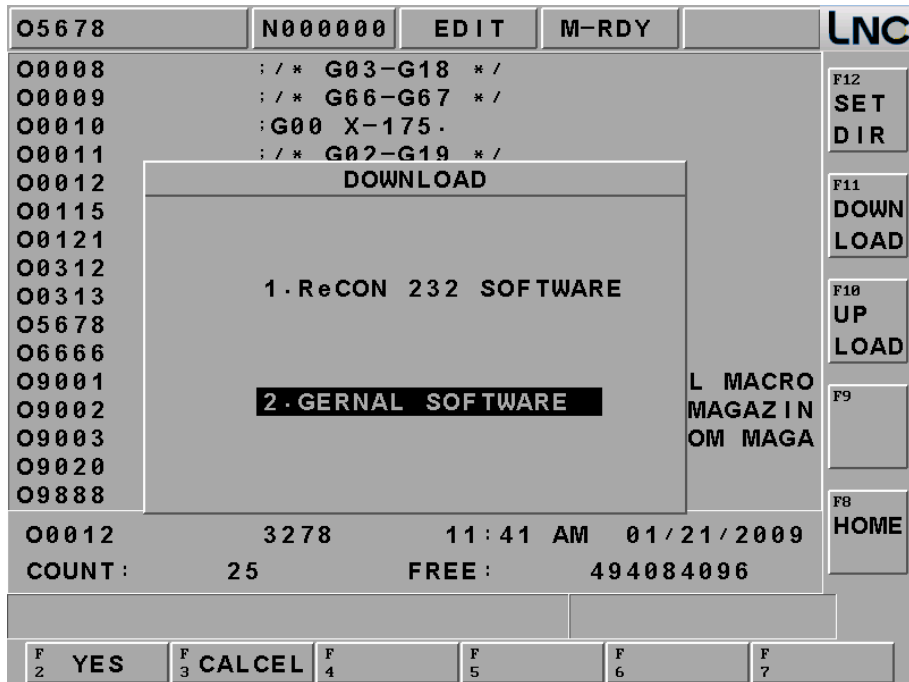 O5678 N000000 EDIT M-RDY LNC
O0008 ;/* G03-G18 */
O0009 ;/* G66-G67 */
O0010 ;G00 X-175.
O0011 ;/* G02-G19 */
O0012
O0115
O0121
O0312
O0313
O5678
O6666
O9001 L MACRO
O9002 MAGAZIN
O9003 OM MAGA
O9020
O9888
DOWNLOAD
1.ReCON 232 SOFTWARE
2.GERNAL SOFTWARE
O0012 3278 11:41 AM 01/21/2009
COUNT: 25 FREE: 494084096
F12
SET
DIR
F11
DOWN
LOAD
F10
UP
LOAD
F9
F8
HOME
F2 YES F3 CALCEL F4 F5 F6 F7